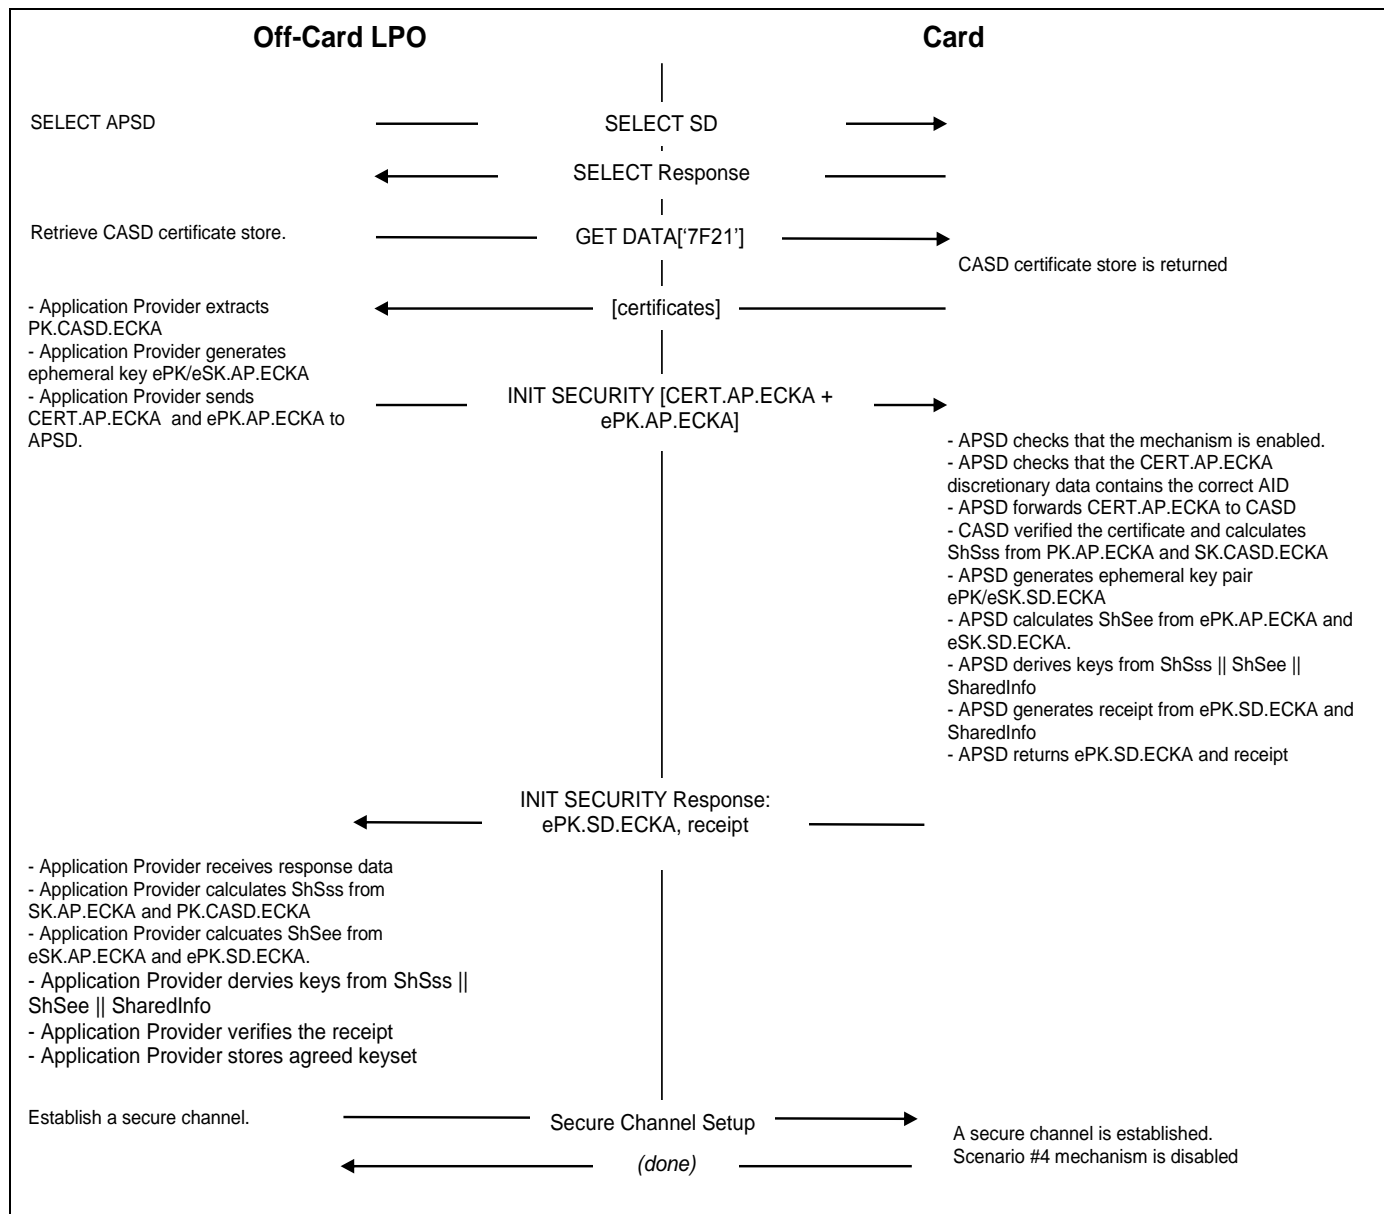 Off-Card LPO
Card
SELECT APSD
SELECT SD
SELECT Response
Retrieve CASD certificate store.
GET DATA['7F21']
CASD certificate store is returned
[certificates]
- Application Provider extracts
PK.CASD.ECKA
- Application Provider generates
ephemeral key ePK/eSK.AP.ECKA
- Application Provider sends
CERT.AP.ECKA  and ePK.AP.ECKA to
APSD.
INIT SECURITY [CERT.AP.ECKA +
ePK.AP.ECKA]
- APSD checks that the mechanism is enabled.
- APSD checks that the CERT.AP.ECKA
discretionary data contains the correct AID
- APSD forwards CERT.AP.ECKA to CASD
- CASD verified the certificate and calculates
ShSss from PK.AP.ECKA and SK.CASD.ECKA
- APSD generates ephemeral key pair
ePK/eSK.SD.ECKA
- APSD calculates ShSee from ePK.AP.ECKA and
eSK.SD.ECKA.
- APSD derives keys from ShSss || ShSee ||
SharedInfo
- APSD generates receipt from ePK.SD.ECKA and
SharedInfo
- APSD returns ePK.SD.ECKA and receipt
INIT SECURITY Response:
ePK.SD.ECKA, receipt
- Application Provider receives response data
- Application Provider calculates ShSss from
SK.AP.ECKA and PK.CASD.ECKA
- Application Provider calcuates ShSee from
eSK.AP.ECKA and ePK.SD.ECKA.
- Application Provider dervies keys from ShSss ||
ShSee || SharedInfo
- Application Provider verifies the receipt
- Application Provider stores agreed keyset
Establish a secure channel.
Secure Channel Setup
A secure channel is established.
Scenario #4 mechanism is disabled
(done)